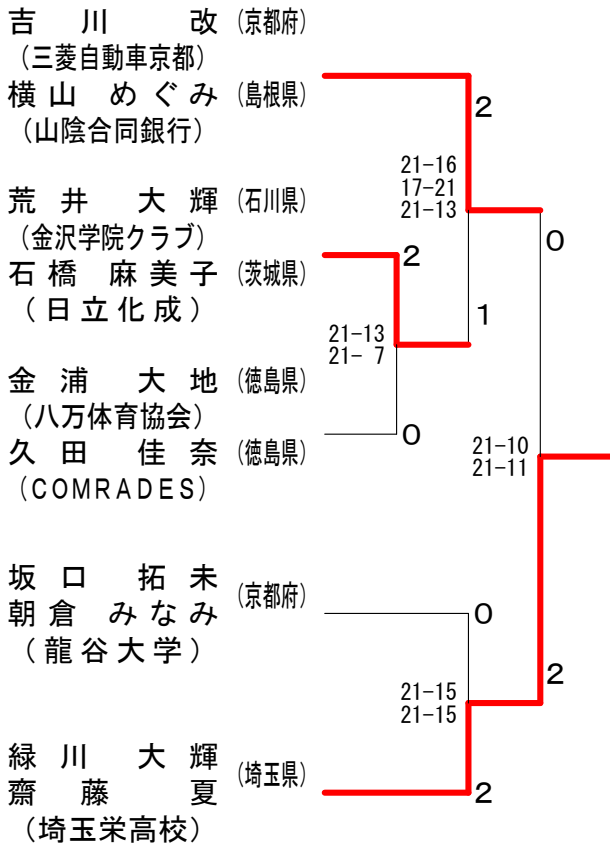 吉川 改 (京都府)
(三菱自動車京都)
横山 めぐみ (島根県)
(山陰合同銀行)
2
21-16
17-21
21-13
荒井 大輝 (石川県)
(金沢学院クラブ)
0
石橋 麻美子 (茨城県)
2
(日立化成)
1
21-13
21- 7
金浦 大地 (徳島県)
(八万体育協会)
0
久田 佳奈 (徳島県)
(COMRADES)
21-10
21-11
坂口 拓未
朝倉 みなみ
(京都府)
(龍谷大学)
0
2
21-15
21-15
緑川 大輝
齋藤 夏
(埼玉県)
(埼玉栄高校)
2